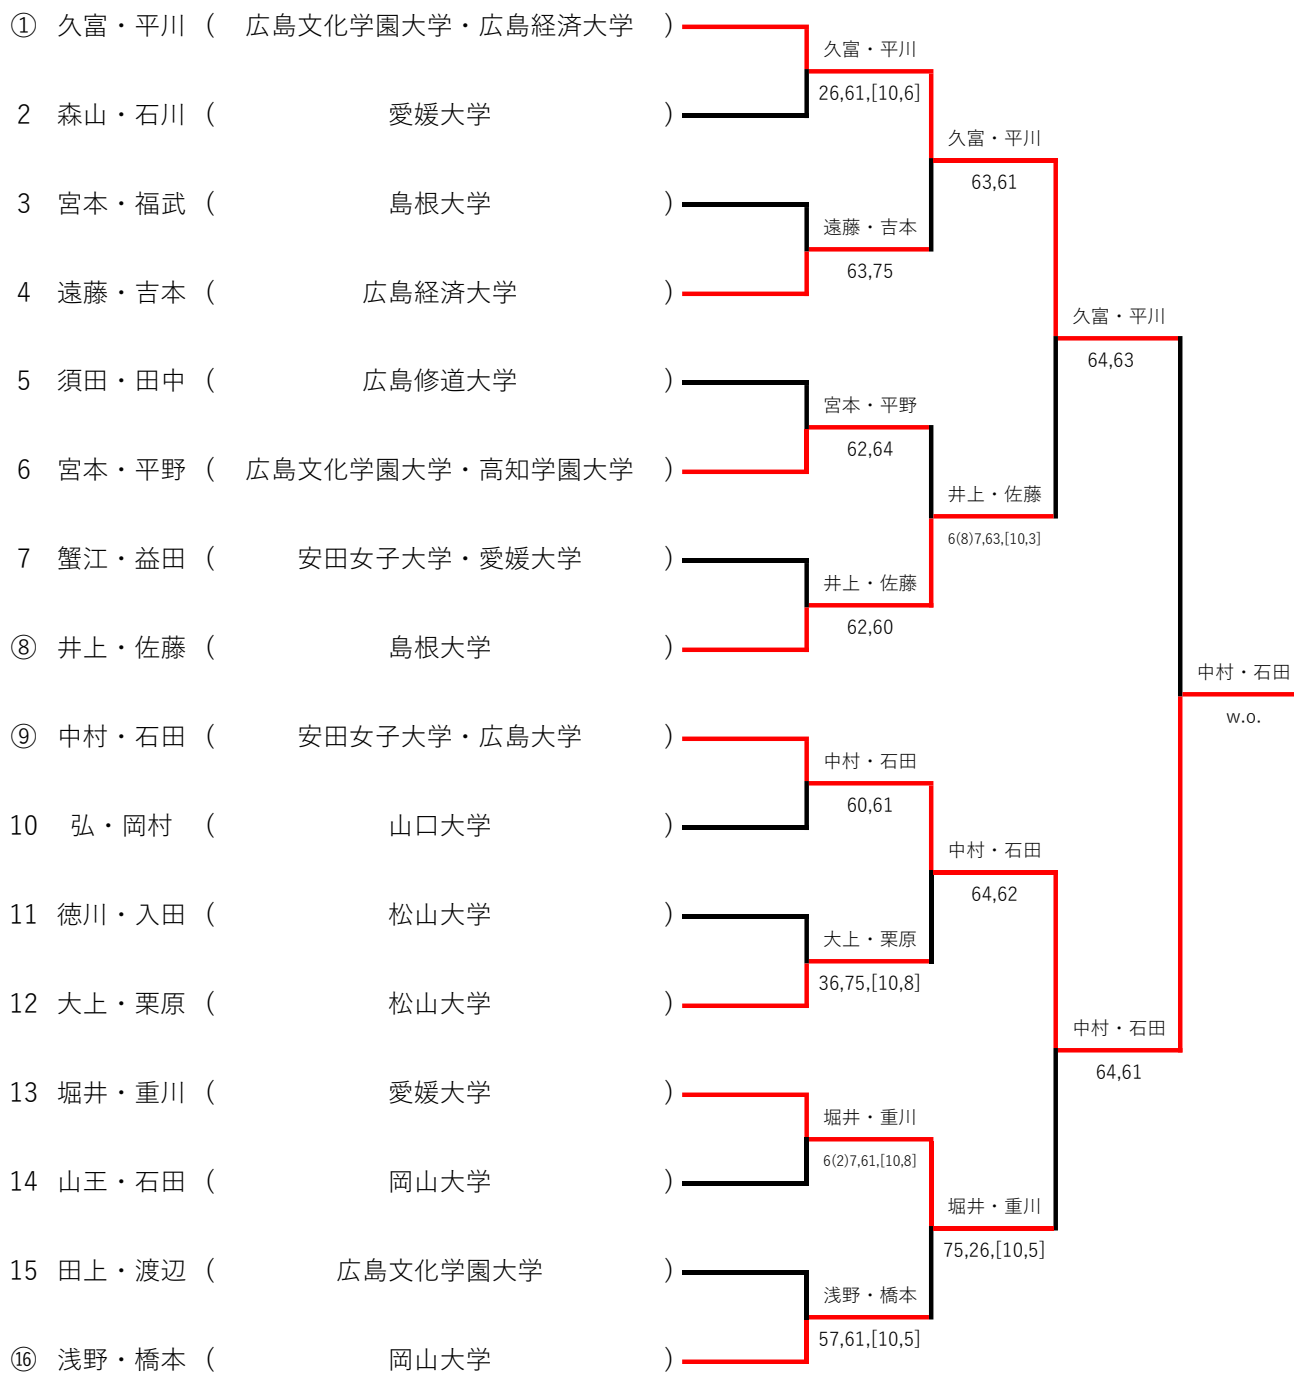 ① 久富・平川 ( 広島文化学園大学・広島経済大学 )
久富・平川
26,61,[10,6]
2 森山・石川 ( 愛媛大学 )
久富・平川
63,61
3 宮本・福武 ( 島根大学 )
遠藤・吉本
63,75
4 遠藤・吉本 ( 広島経済大学 )
久富・平川
64,63
5 須田・田中 ( 広島修道大学 )
宮本・平野
62,64
6 宮本・平野 ( 広島文化学園大学・高知学園大学 )
井上・佐藤
6(8)7,63,[10,3]
7 蟹江・益田 ( 安田女子大学・愛媛大学 )
井上・佐藤
62,60
⑧ 井上・佐藤 ( 島根大学 )
中村・石田
w.o.
⑨ 中村・石田 ( 安田女子大学・広島大学 )
中村・石田
60,61
10 弘・岡村 ( 山口大学 )
中村・石田
64,62
11 徳川・入田 ( 松山大学 )
大上・栗原
36,75,[10,8]
12 大上・栗原 ( 松山大学 )
中村・石田
64,61
13 堀井・重川 ( 愛媛大学 )
堀井・重川
6(2)7,61,[10,8]
14 山王・石田 ( 岡山大学 )
堀井・重川
75,26,[10,5]
15 田上・渡辺 ( 広島文化学園大学 )
浅野・橋本
57,61,[10,5]
⑯ 浅野・橋本 ( 岡山大学 )